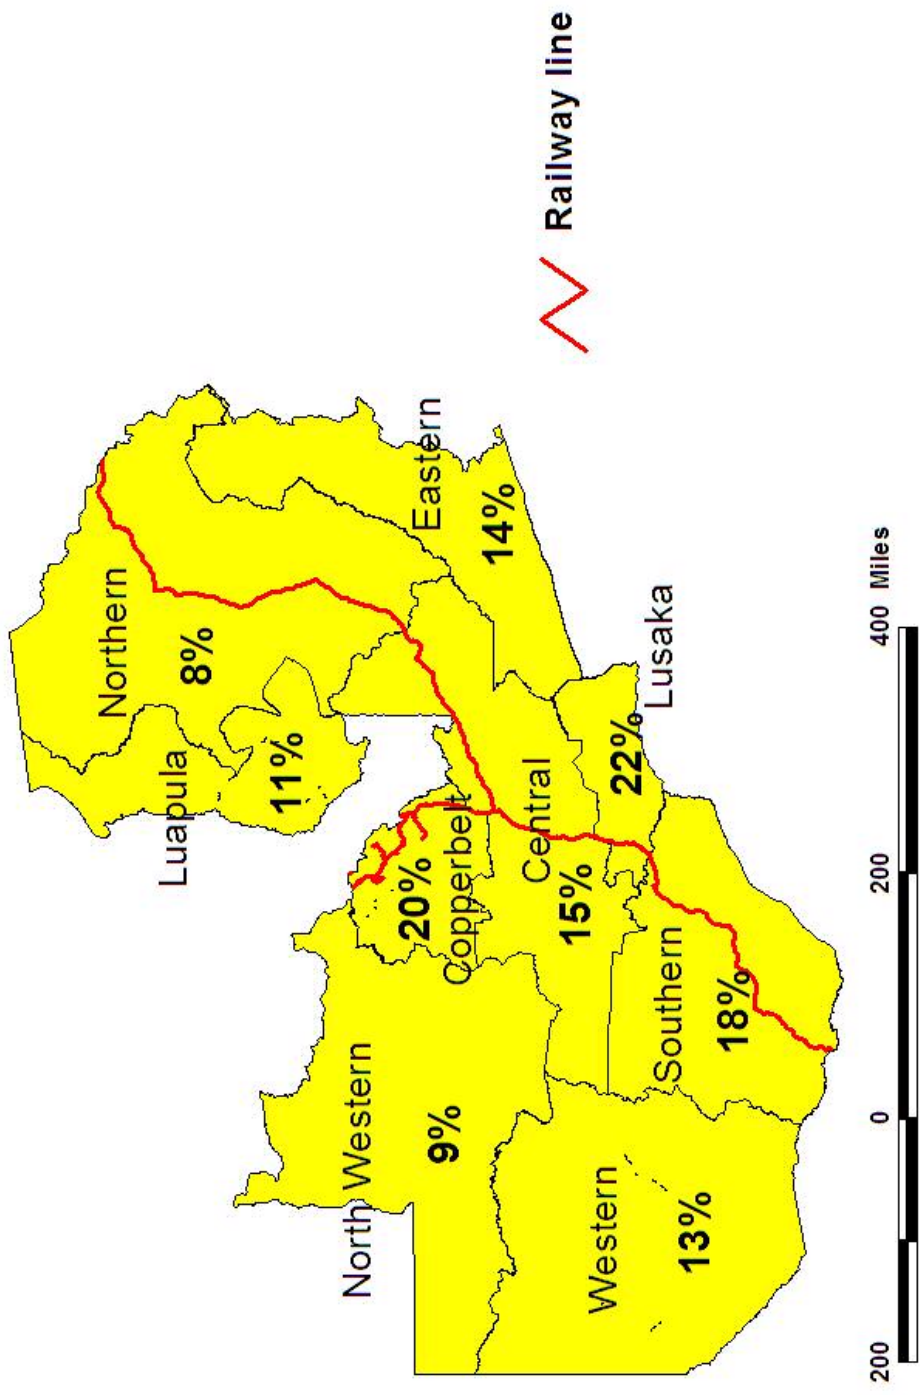 Northern
8%
Luapula
11%
Eastern
14%
Copperbelt
20%
Central
15%
Lusaka
22%
North Western
9%
Southern
18%
Western
13%
Railway line
200 0 200 400 Miles